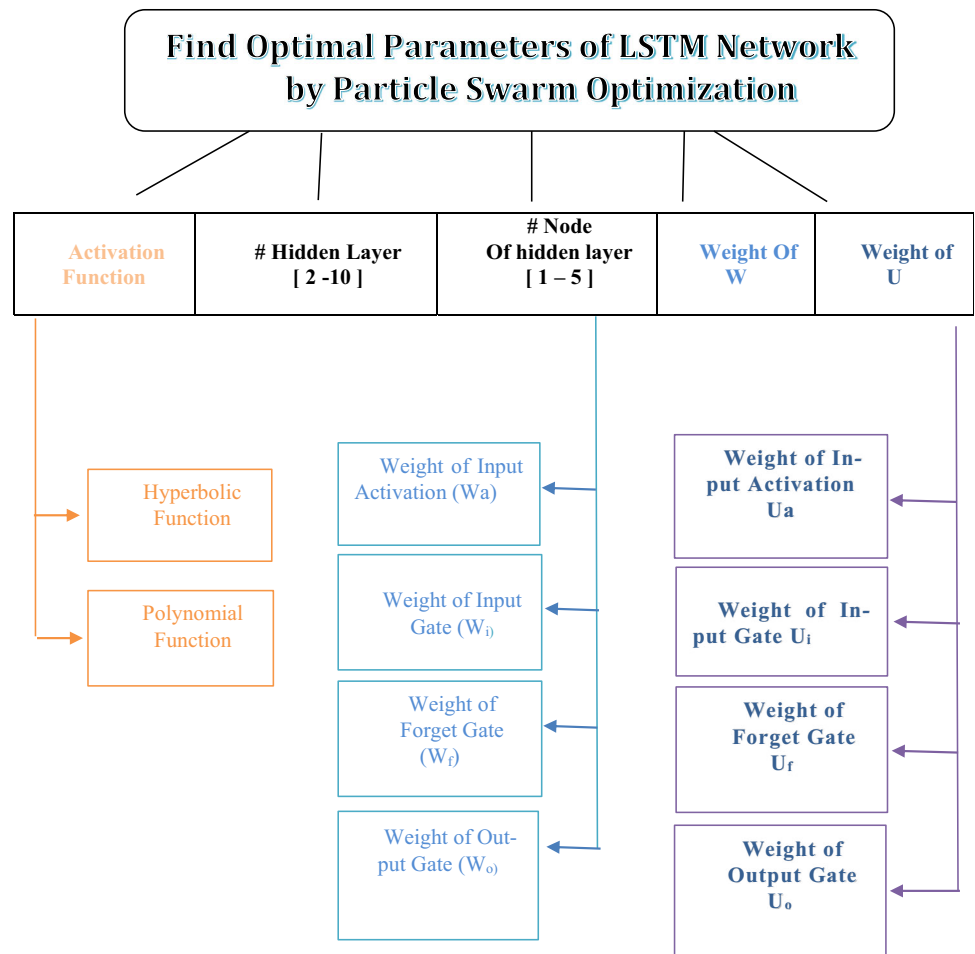 Find Optimal Parameters of LSTM Network
by Particle Swarm Optimization
Activation
Function
# Hidden Layer
[ 2 -10 ]
# Node
Of hidden layer
[ 1 – 5 ]
Weight Of
W
Weight of
U
Hyperbolic
Function
Polynomial
Function
Weight of Input
Activation (Wa)
Weight of Input
Gate (Wi)
Weight of
Forget Gate
(Wf)
Weight of Out-
put Gate (Wo)
Weight of In-
put Activation
Ua
Weight of In-
put Gate Ui
Weight of
Forget Gate
Uf
Weight of
Output Gate
Uo